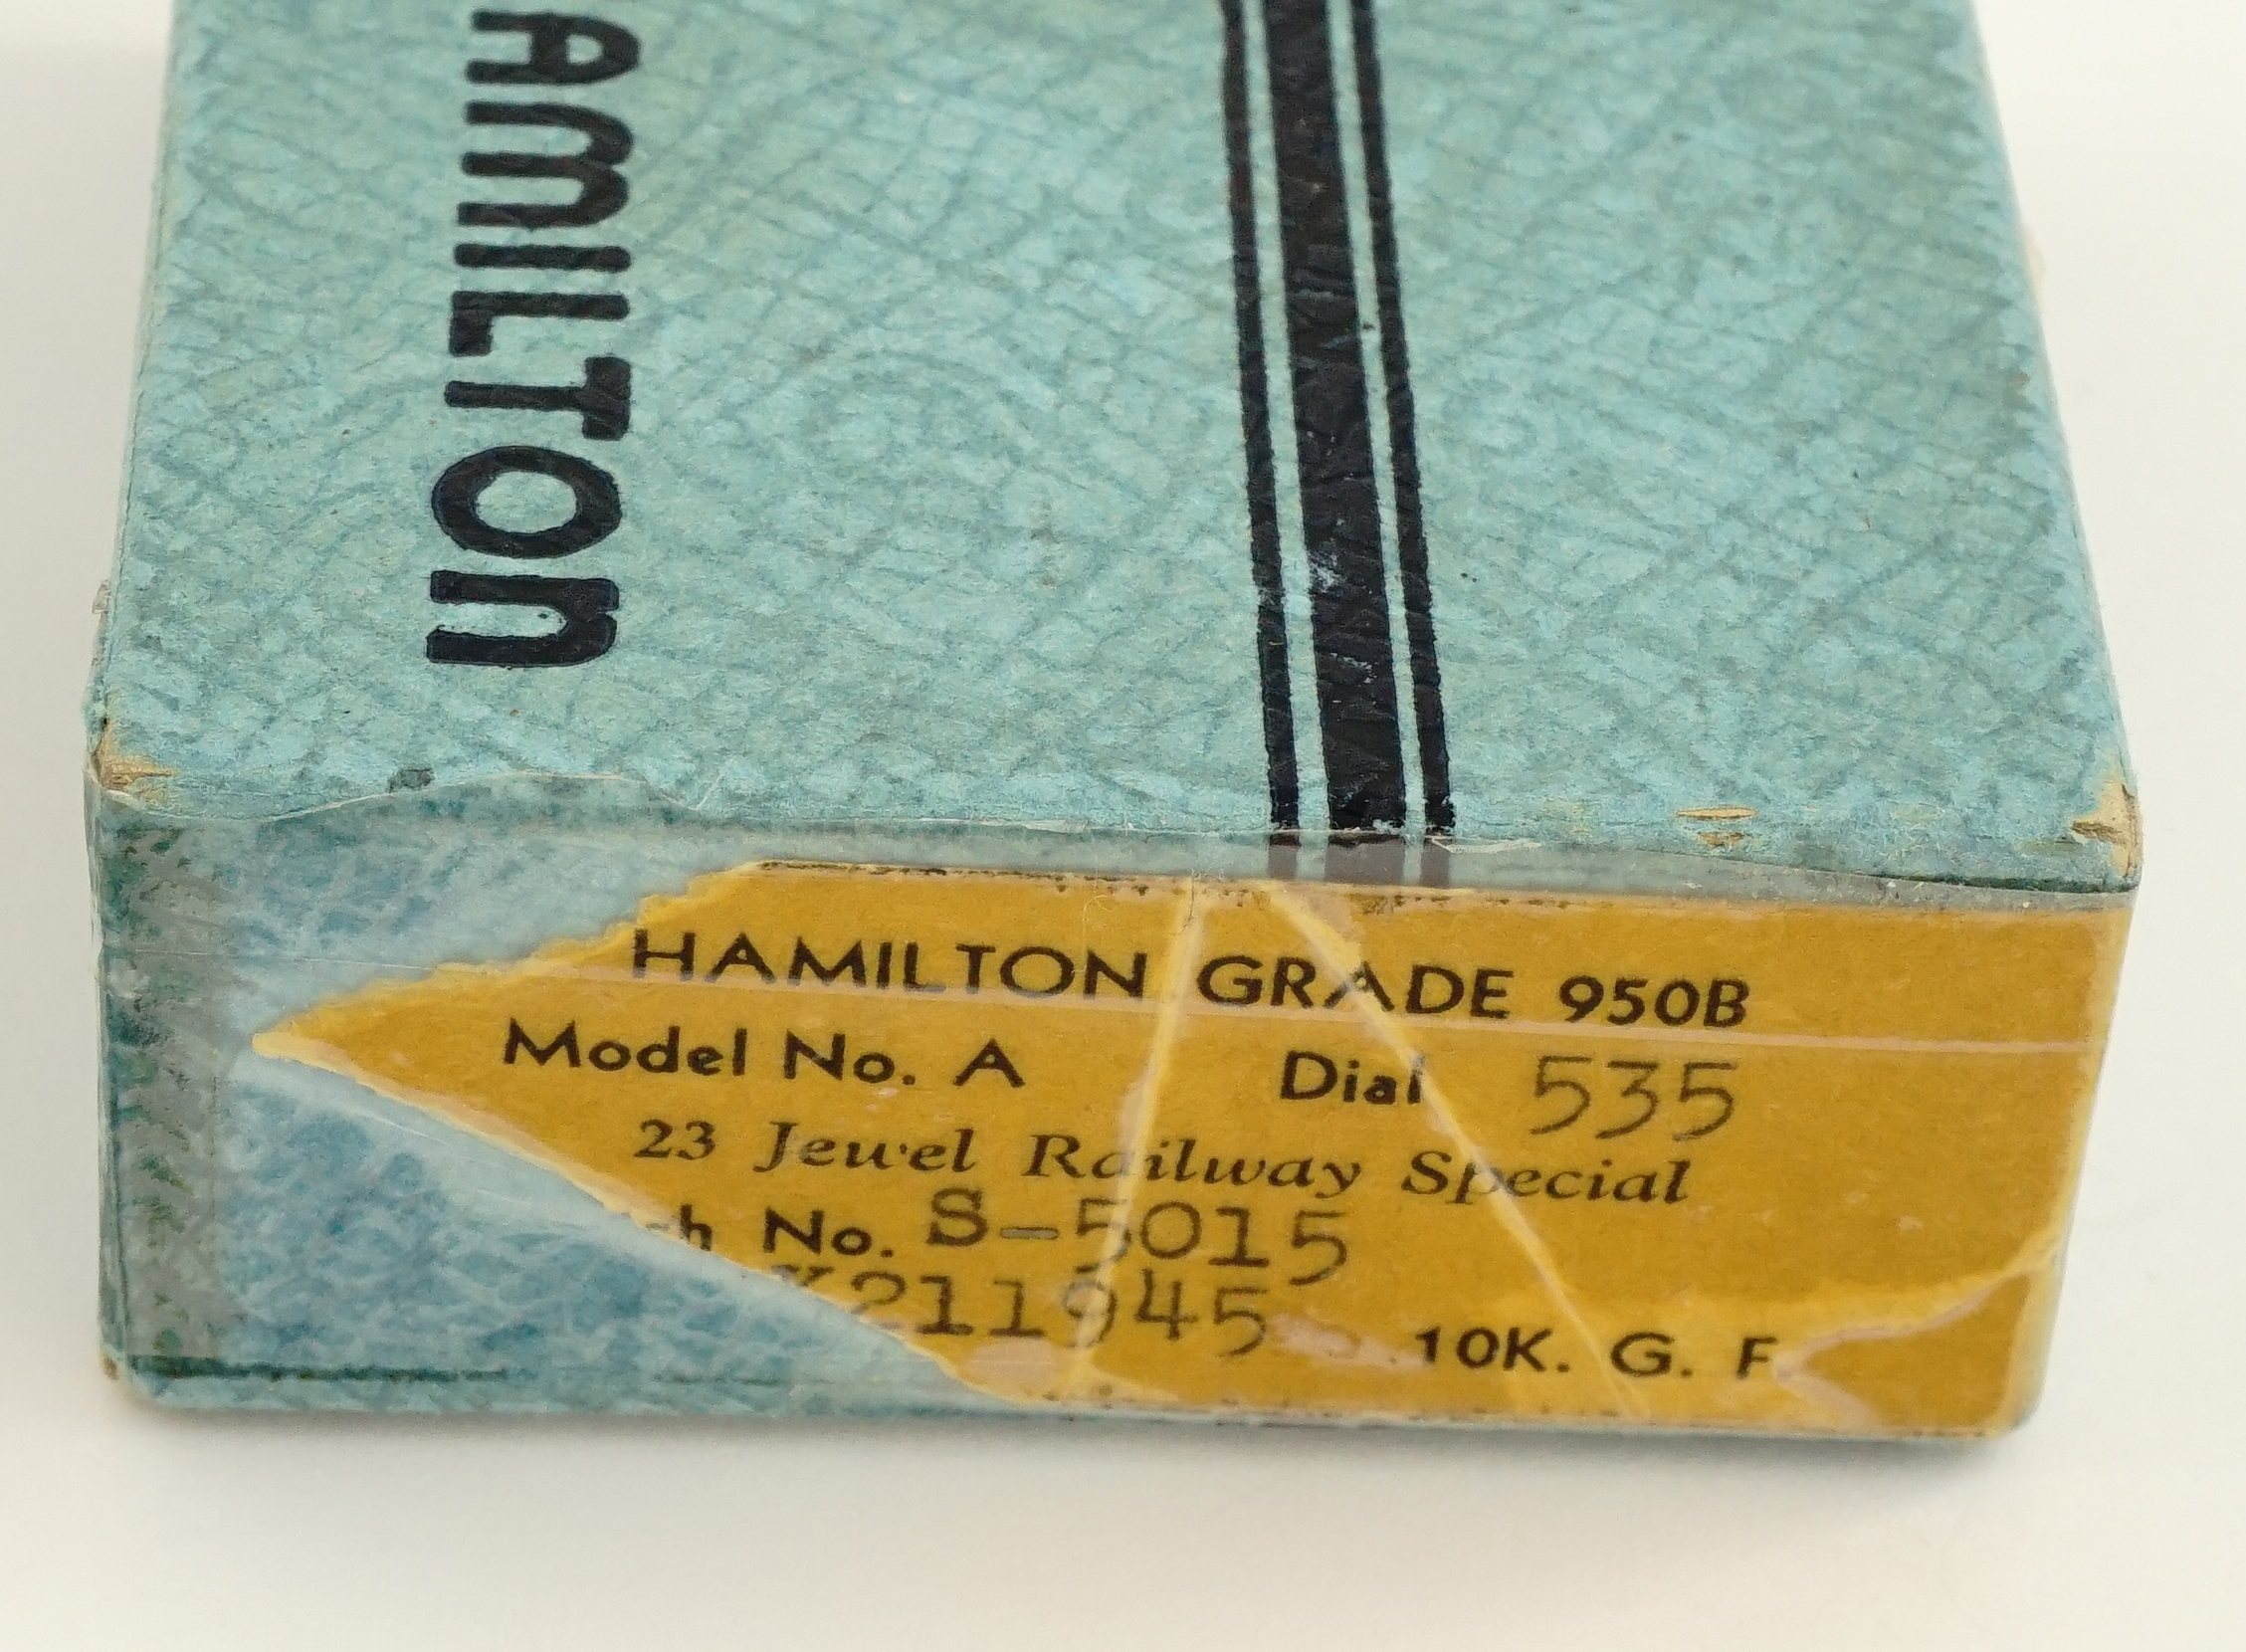 AMILTON
HAMILTON GRADE 950B
Model No. A Dial 535
23 Jewel Railway Special
No. S-5015
211945 10K. G. F